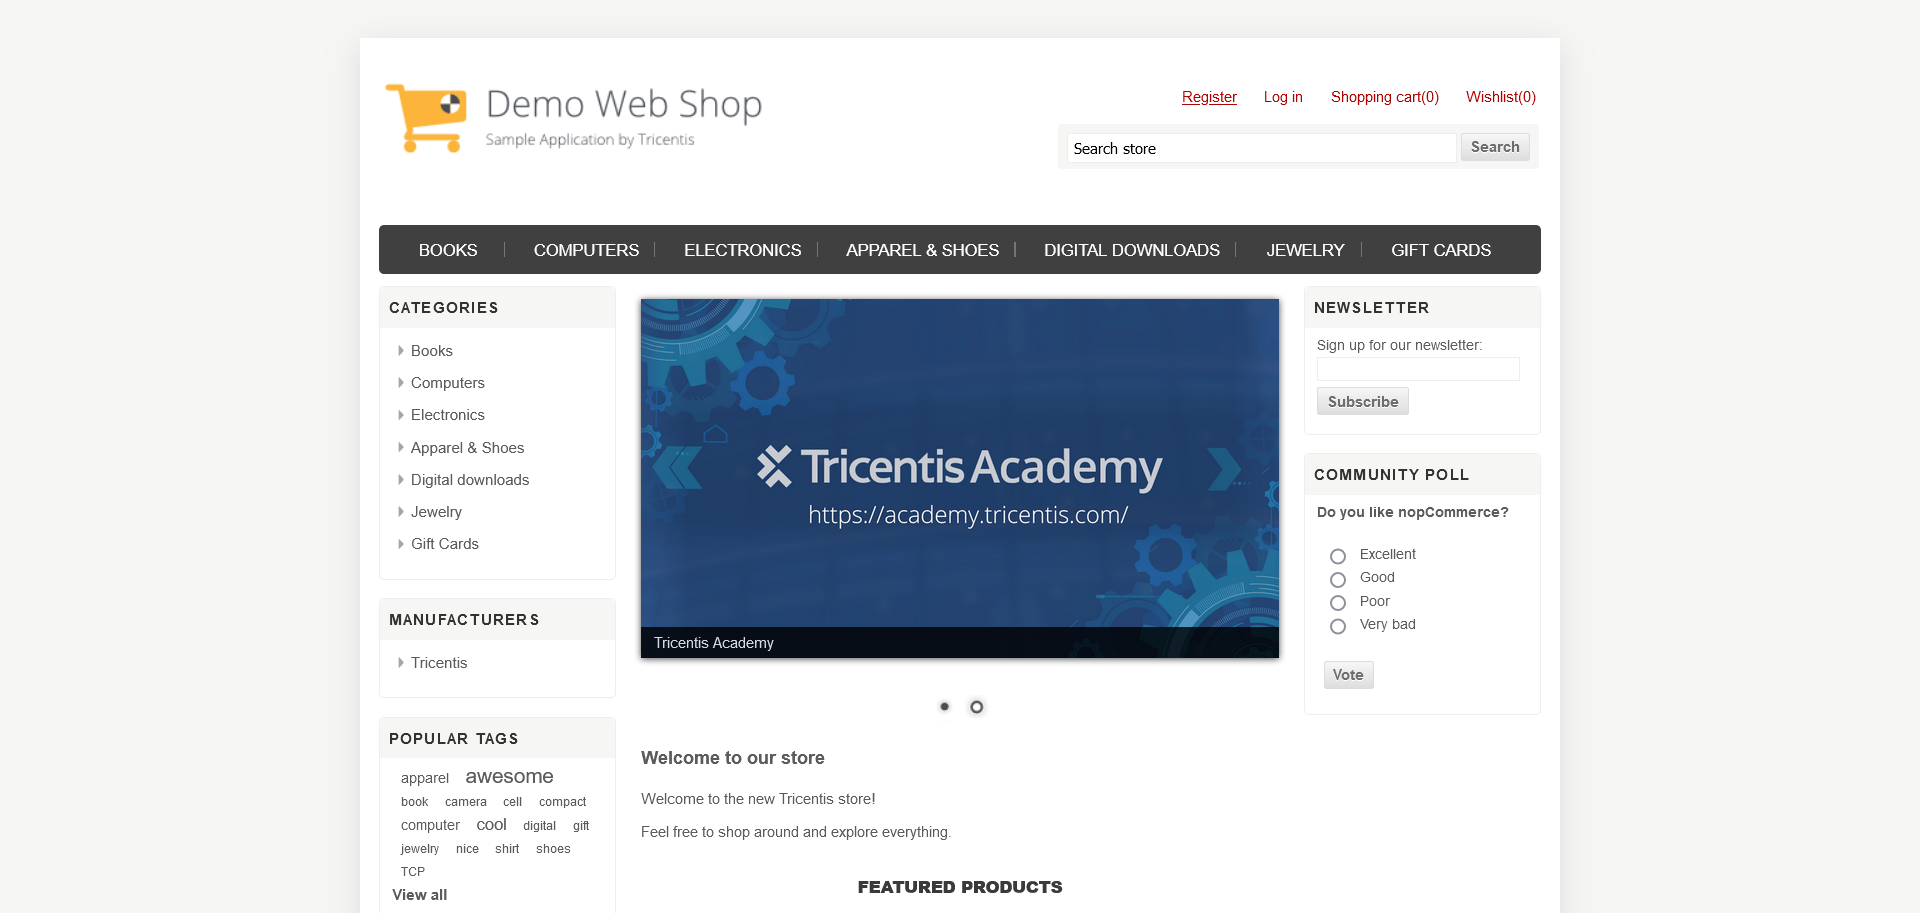 Demo Web Shop
Sample Application by Tricentis
Register Log in Shopping cart(0) Wishlist(0)
Search store Search
BOOKS COMPUTERS ELECTRONICS APPAREL & SHOES DIGITAL DOWNLOADS JEWELRY GIFT CARDS
CATEGORIES
Books
Computers
Electronics
Apparel & Shoes
Digital downloads
Jewelry
Gift Cards
MANUFACTURERS
Tricentis
POPULAR TAGS
apparel awesome
book camera cell compact
computer cool digital gift
jewelry nice shirt shoes
TCP
View all
Tricentis Academy
https://academy.tricentis.com/
Tricentis Academy
Welcome to our store
Welcome to the new Tricentis store!
Feel free to shop around and explore everything.
FEATURED PRODUCTS
NEWSLETTER
Sign up for our newsletter:
Subscribe
COMMUNITY POLL
Do you like nopCommerce?
Excellent
Good
Poor
Very bad
Vote